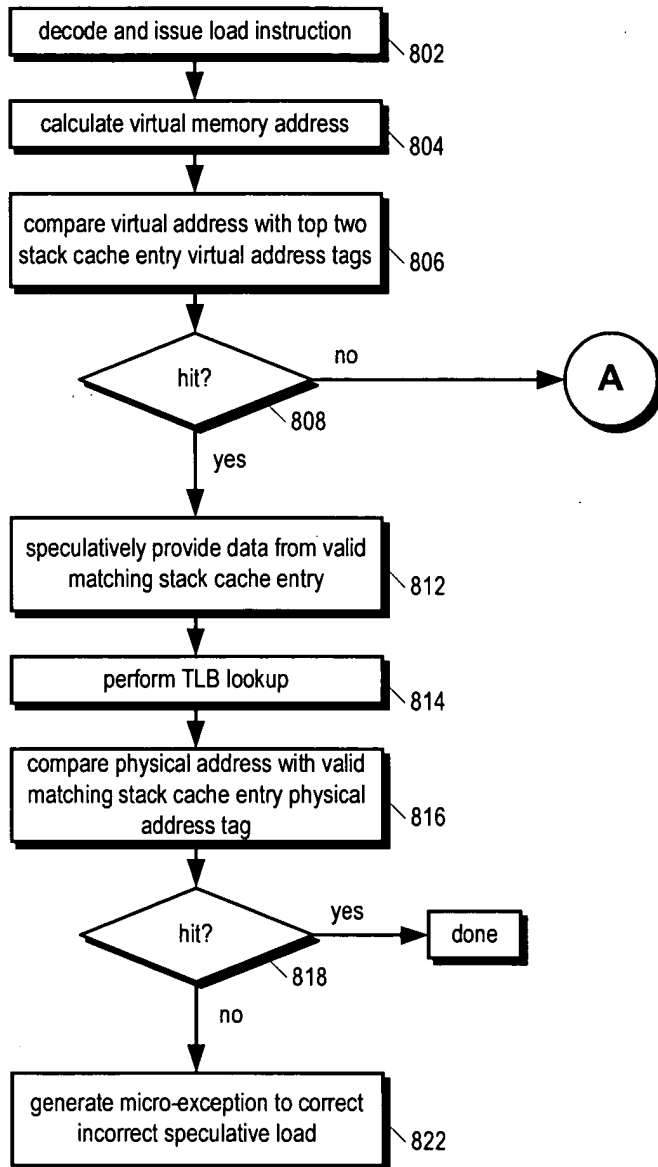 decode and issue load instruction
802
calculate virtual memory address
804
compare virtual address with top two
stack cache entry virtual address tags
806
hit?
no
A
808
yes
speculatively provide data from valid
matching stack cache entry
812
perform TLB lookup
814
compare physical address with valid
matching stack cache entry physical
address tag
816
hit?
yes
done
818
no
generate micro-exception to correct
incorrect speculative load
822